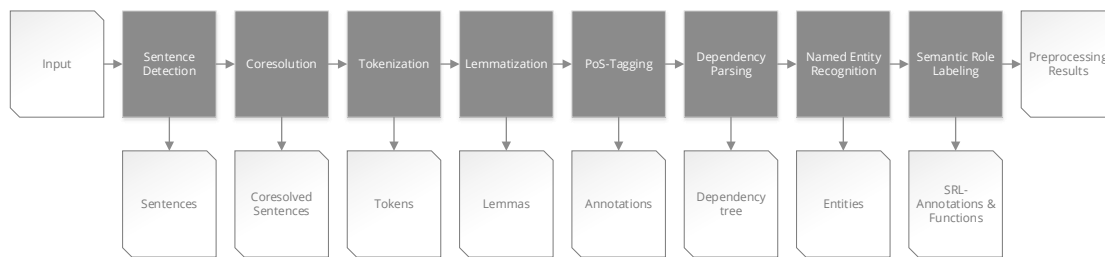 Input
Sentence
Detection
Coresolution
Tokenization
Lemmatization
PoS-Tagging
Dependency
Parsing
Named Entity
Recognition
Semantic Role
Labeling
Preprocessing
Results
Sentences
Coresolved
Sentences
Tokens
Lemmas
Annotations
Dependency
tree
Entities
SRL-
Annotations &
Functions